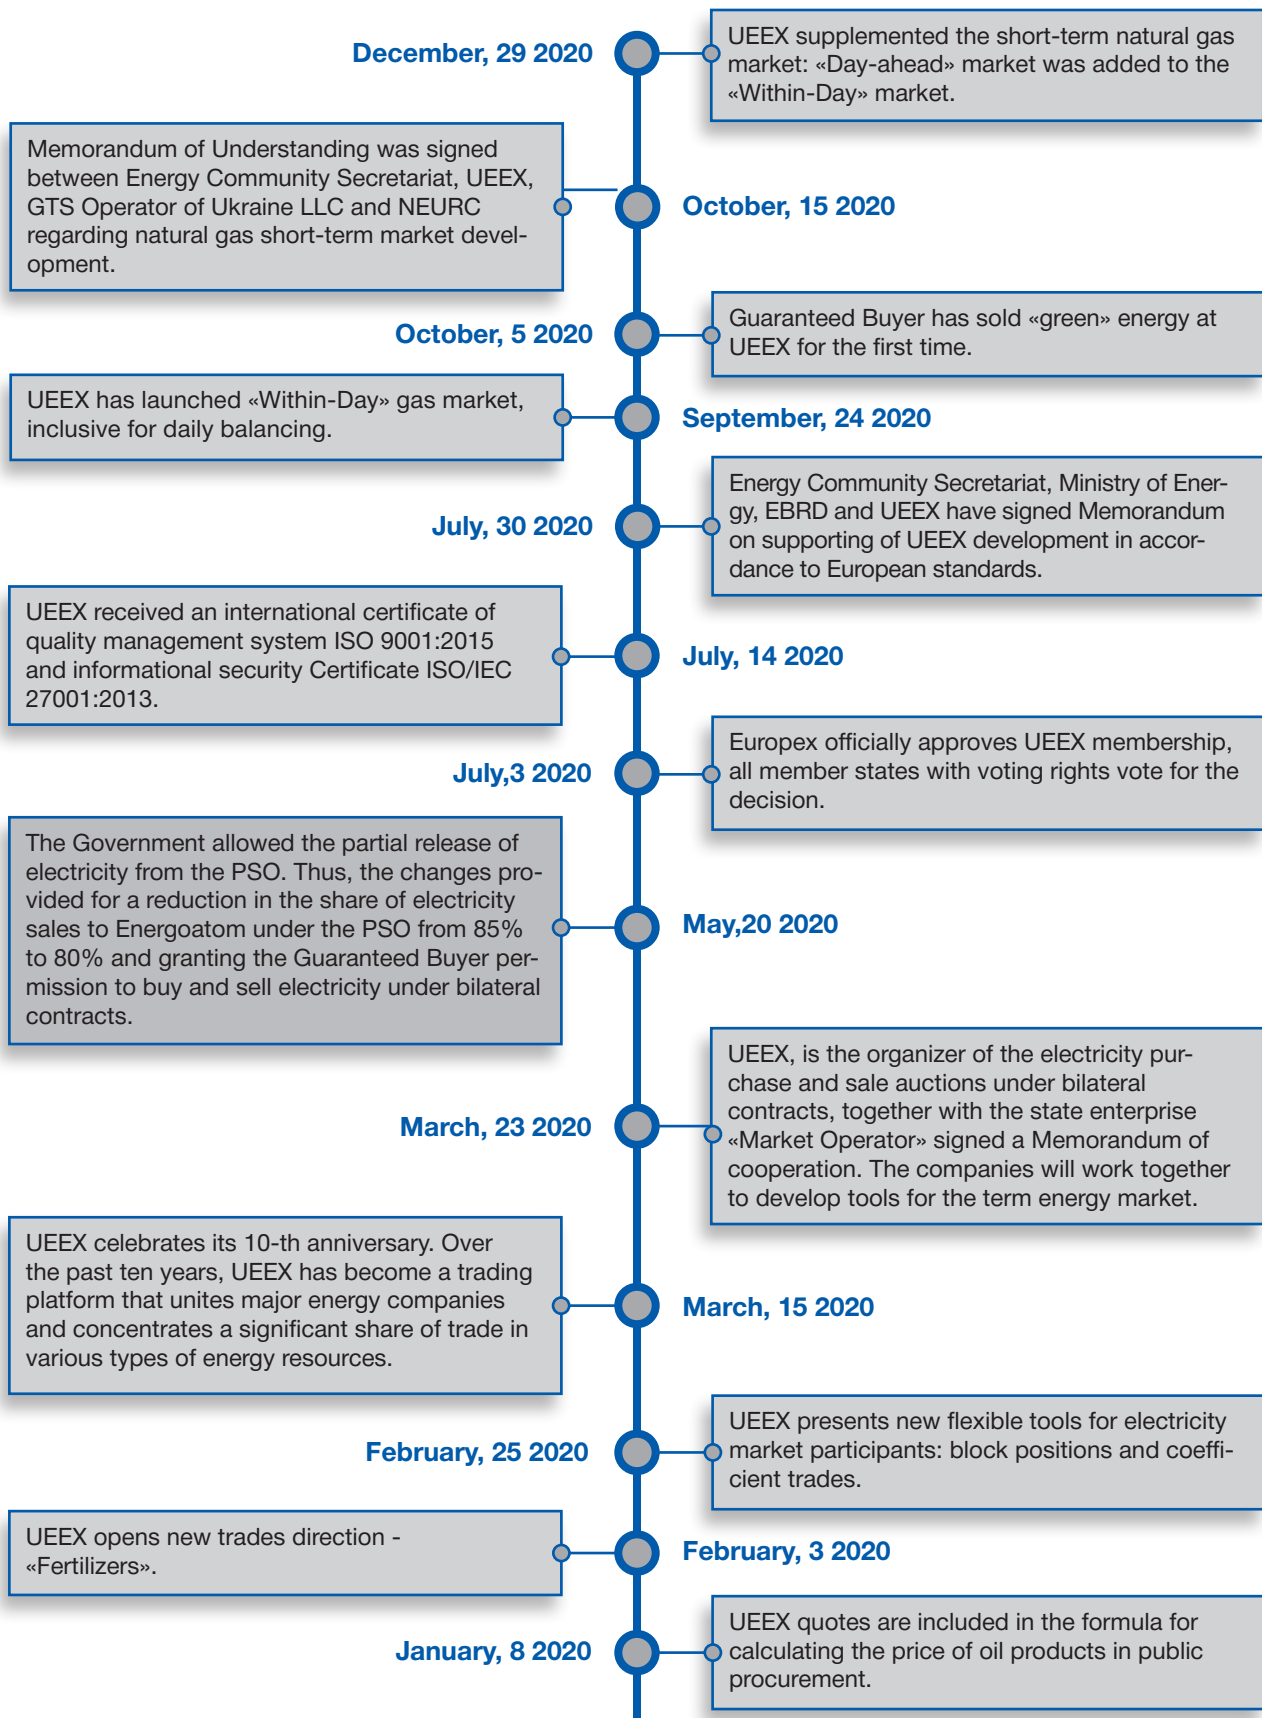 December, 29 2020
UEEX supplemented the short-term natural gas
market: «Day-ahead» market was added to the
«Within-Day» market.
Memorandum of Understanding was signed
between Energy Community Secretariat, UEEX,
GTS Operator of Ukraine LLC and NEURC
regarding natural gas short-term market devel-
opment.
October, 15 2020
October, 5 2020
Guaranteed Buyer has sold «green» energy at
UEEX for the first time.
UEEX has launched «Within-Day» gas market,
inclusive for daily balancing.
September, 24 2020
July, 30 2020
Energy Community Secretariat, Ministry of Ener-
gy, EBRD and UEEX have signed Memorandum
on supporting of UEEX development in accor-
dance to European standards.
UEEX received an international certificate of
quality management system ISO 9001:2015
and informational security Certificate ISO/IEC
27001:2013.
July, 14 2020
July,3 2020
Europex officially approves UEEX membership,
all member states with voting rights vote for the
decision.
The Government allowed the partial release of
electricity from the PSO. Thus, the changes pro-
vided for a reduction in the share of electricity
sales to Energoatom under the PSO from 85%
to 80% and granting the Guaranteed Buyer per-
mission to buy and sell electricity under bilateral
contracts.
May,20 2020
March, 23 2020
UEEX, is the organizer of the electricity pur-
chase and sale auctions under bilateral
contracts, together with the state enterprise
«Market Operator» signed a Memorandum of
cooperation. The companies will work together
to develop tools for the term energy market.
UEEX celebrates its 10-th anniversary. Over
the past ten years, UEEX has become a trading
platform that unites major energy companies
and concentrates a significant share of trade in
various types of energy resources.
March, 15 2020
February, 25 2020
UEEX presents new flexible tools for electricity
market participants: block positions and coeffi-
cient trades.
UEEX opens new trades direction -
«Fertilizers».
February, 3 2020
January, 8 2020
UEEX quotes are included in the formula for
calculating the price of oil products in public
procurement.